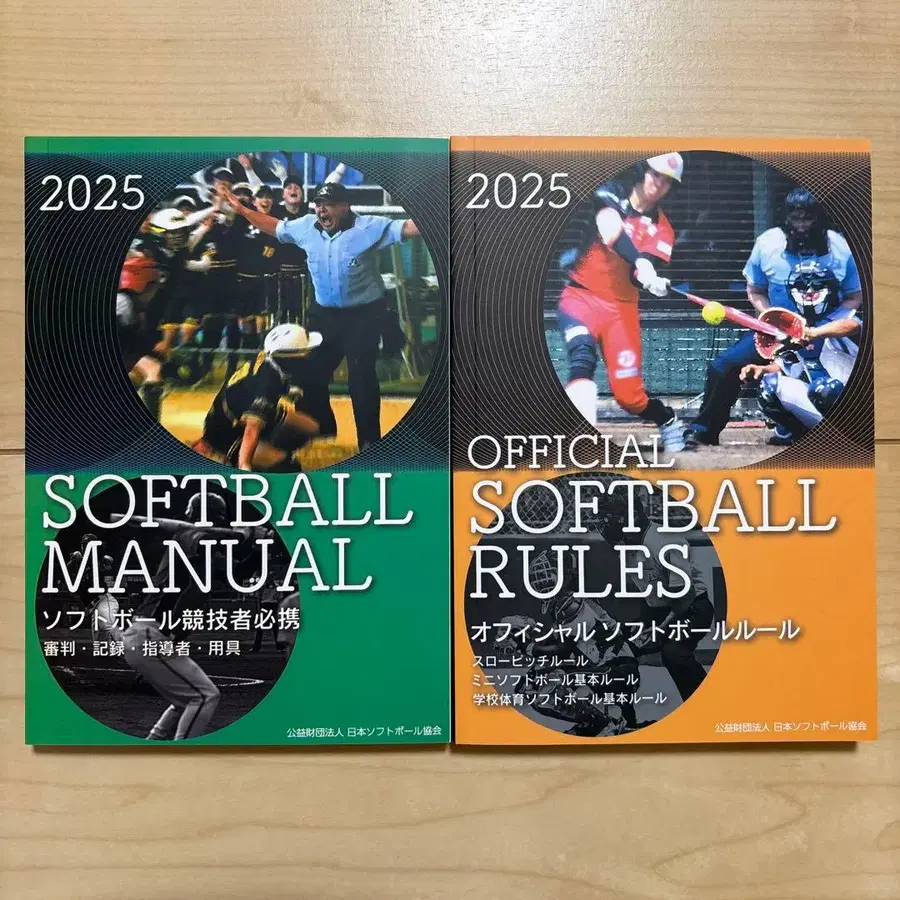 2025
SOFTBALL
MANUAL
ソフトボール競技者必携
審判・記録・指導者・用具
公益財団法人 日本ソフトボール協会
2025
OFFICIAL
SOFTBALL
RULES
オフィシャル ソフトボールルール
スローピッチルール
ミニソフトボール基本ルール
学校体育ソフトボール基本ルール
公益財団法人 日本ソフトボール協会